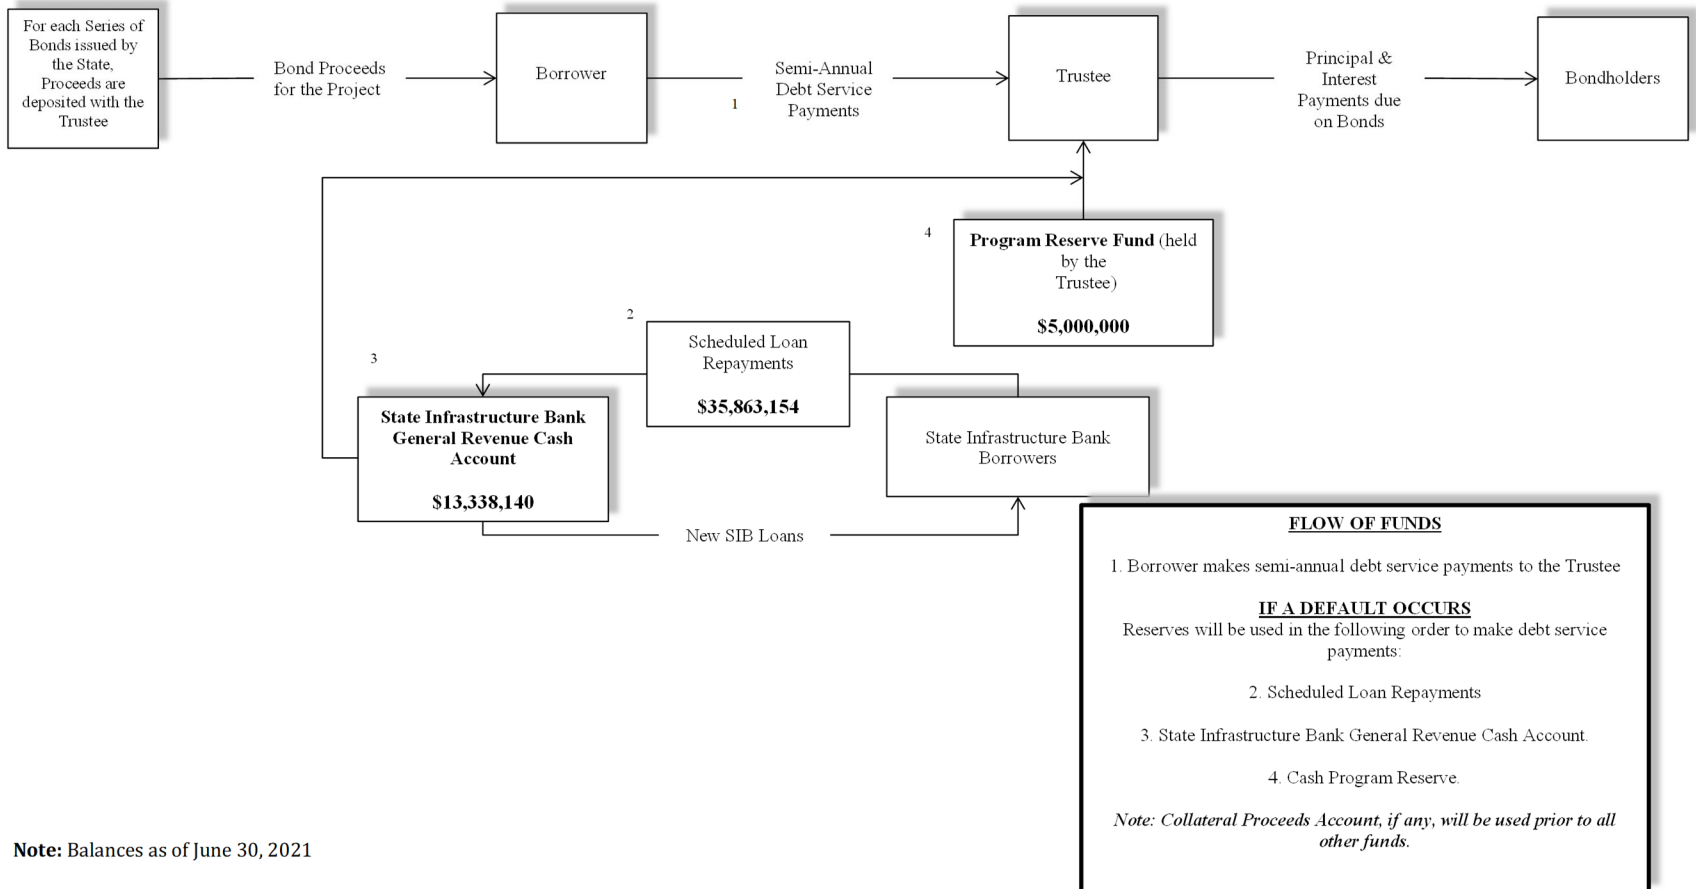 For each Series of
Bonds issued by
the State,
Proceeds are
deposited with the
Trustee
Bond Proceeds
for the Project
Borrower
Semi-Annual
Debt Service
Payments
1
Trustee
Principal &
Interest
Payments due
on Bonds
Bondholders
4
Program Reserve Fund (held
by the
Trustee)
$5,000,000
2
Scheduled Loan
Repayments
$35,863,154
3
State Infrastructure Bank
General Revenue Cash
Account
$13,338,140
State Infrastructure Bank
Borrowers
New SIB Loans
FLOW OF FUNDS
1. Borrower makes semi-annual debt service payments to the Trustee
IF A DEFAULT OCCURS
Reserves will be used in the following order to make debt service
payments:
2. Scheduled Loan Repayments
3. State Infrastructure Bank General Revenue Cash Account.
4. Cash Program Reserve.
Note: Collateral Proceeds Account, if any, will be used prior to all
other funds.
Note: Balances as of June 30, 2021